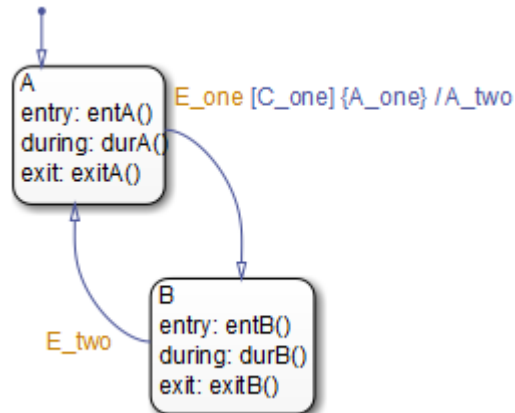 A
entry: entA()
during: durA()
exit: exitA()
E_one [C_one] {A_one} / A_two
E_two
B
entry: entB()
during: durB()
exit: exitB()